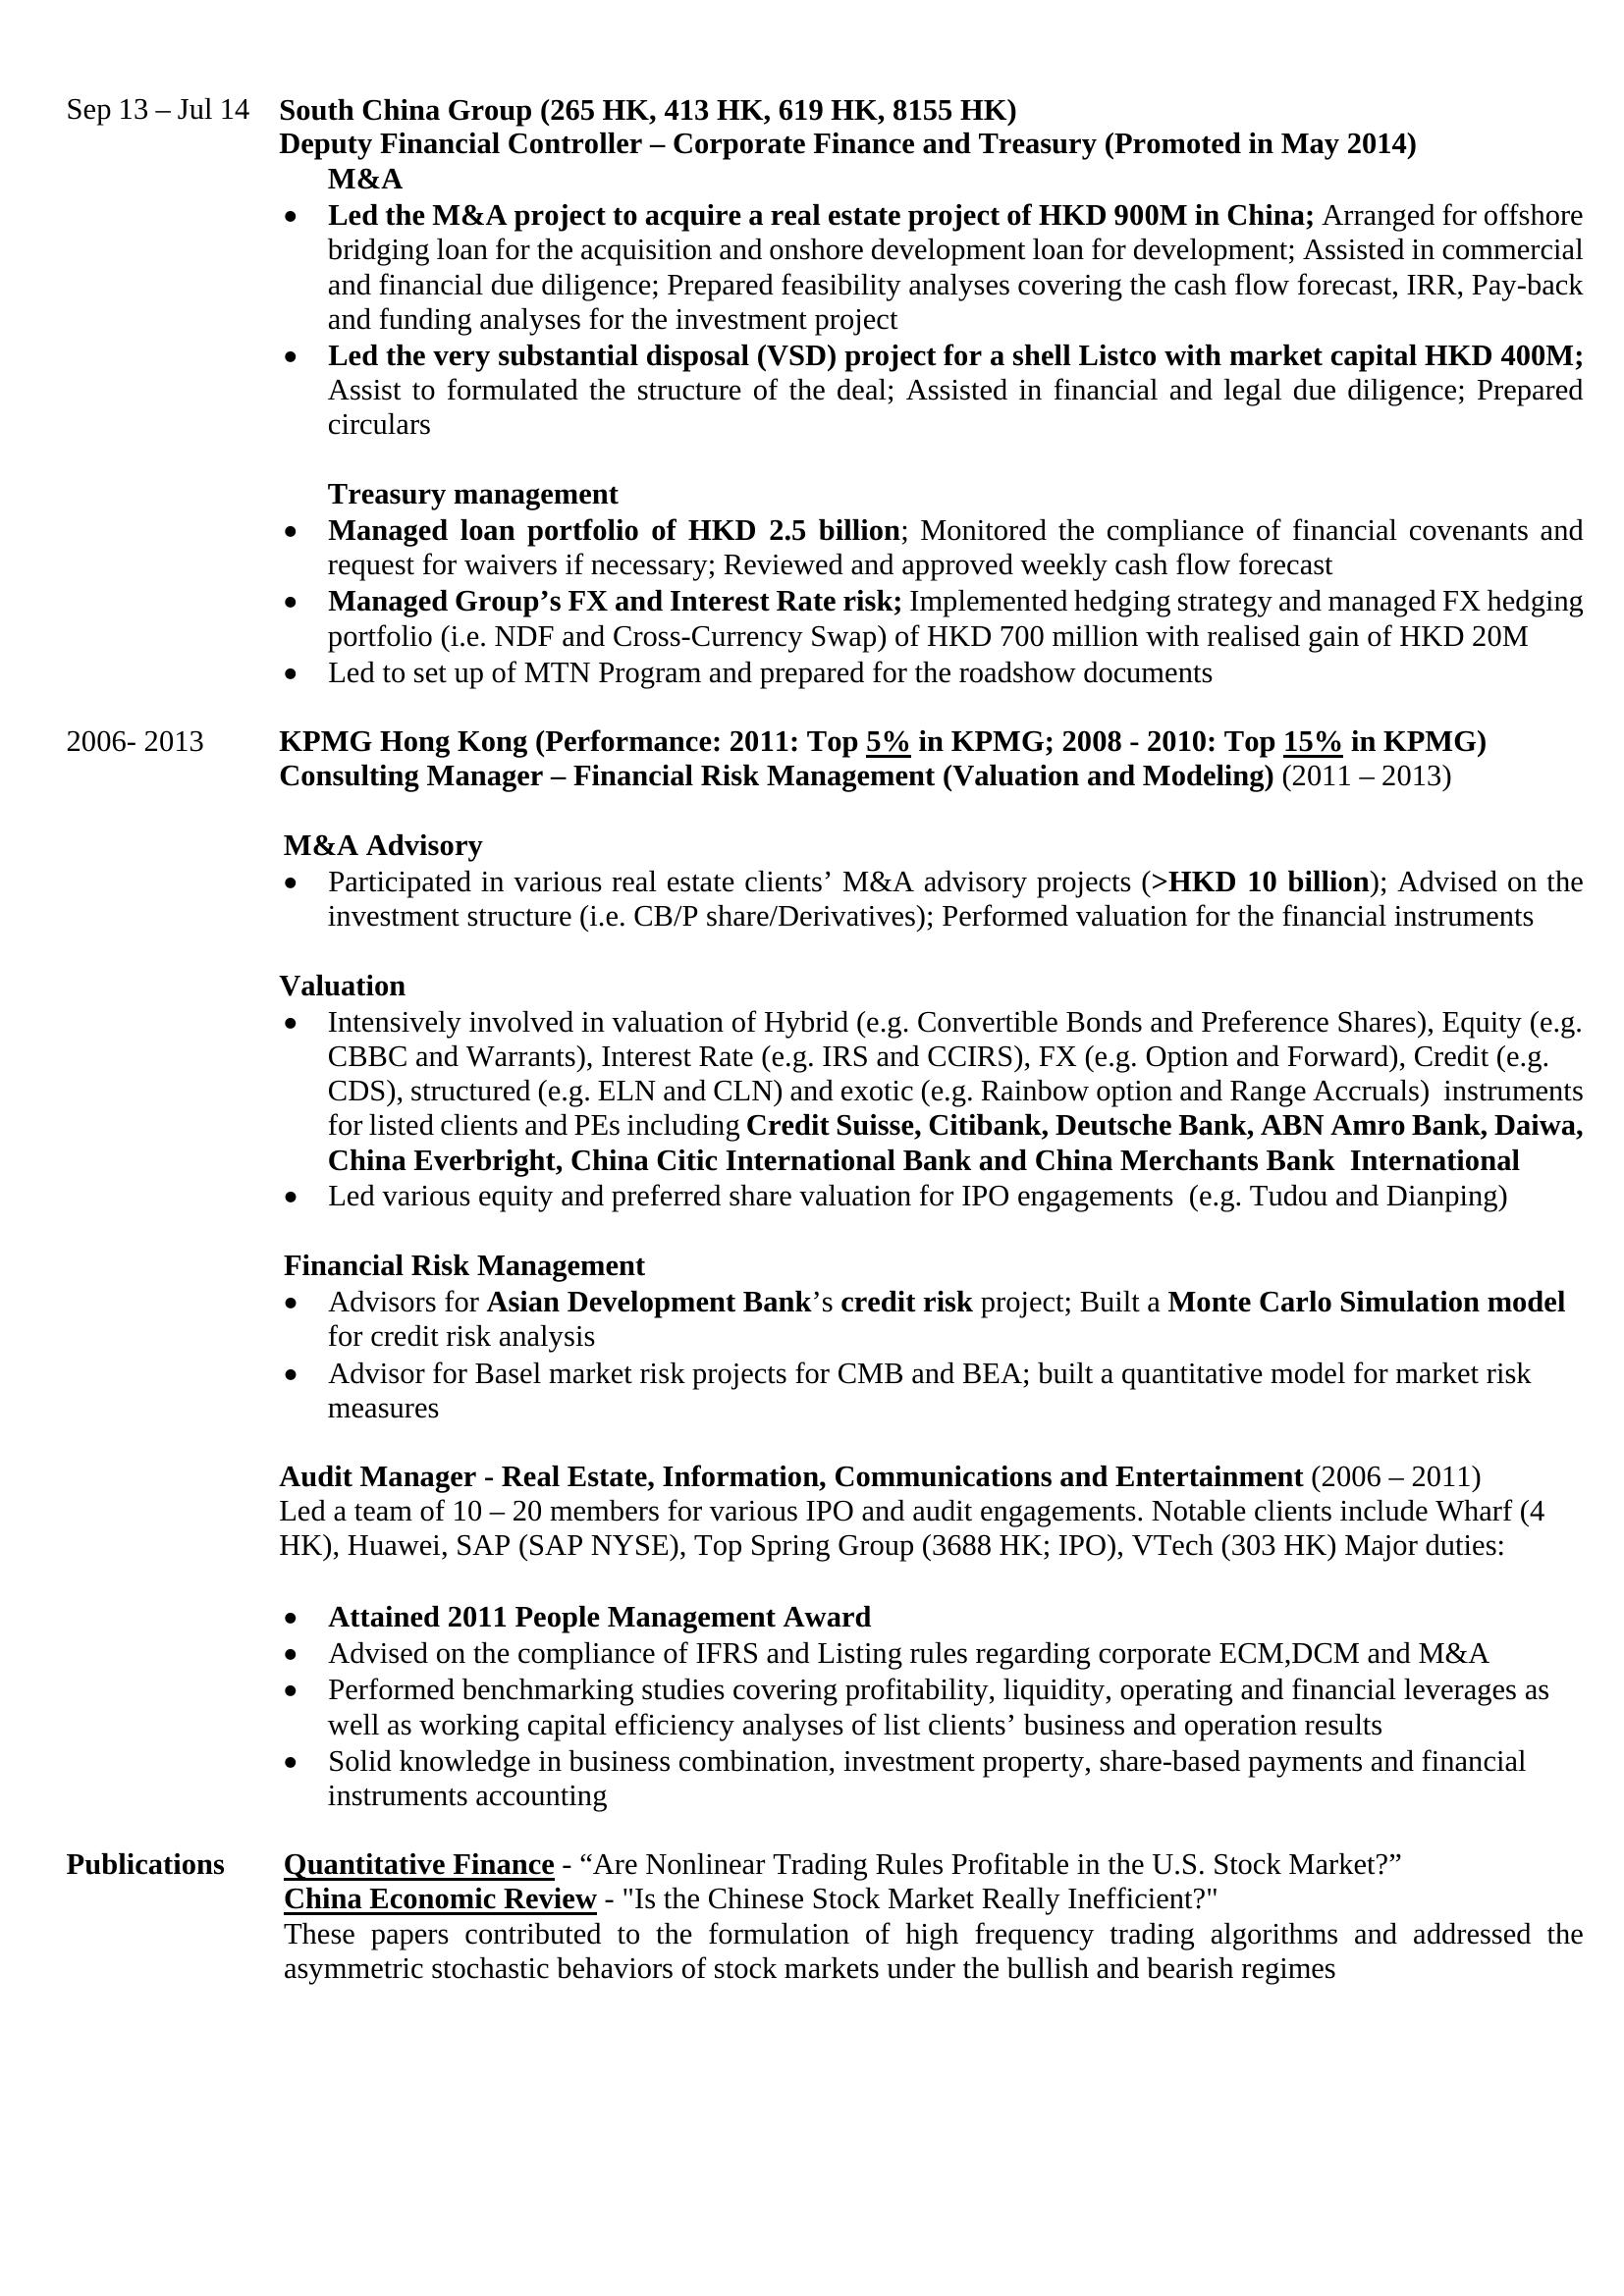 Sep 13 – Jul 14 South China Group (265 HK, 413 HK, 619 HK, 8155 HK)
Deputy Financial Controller – Corporate Finance and Treasury (Promoted in May 2014)
M&A
• Led the M&A project to acquire a real estate project of HKD 900M in China; Arranged for offshore
bridging loan for the acquisition and onshore development loan for development; Assisted in commercial
and financial due diligence; Prepared feasibility analyses covering the cash flow forecast, IRR, Pay-back
and funding analyses for the investment project
• Led the very substantial disposal (VSD) project for a shell Listco with market capital HKD 400M;
Assist to formulated the structure of the deal; Assisted in financial and legal due diligence; Prepared
circulars
Treasury management
• Managed loan portfolio of HKD 2.5 billion; Monitored the compliance of financial covenants and
request for waivers if necessary; Reviewed and approved weekly cash flow forecast
• Managed Group’s FX and Interest Rate risk; Implemented hedging strategy and managed FX hedging
portfolio (i.e. NDF and Cross-Currency Swap) of HKD 700 million with realised gain of HKD 20M
• Led to set up of MTN Program and prepared for the roadshow documents
2006- 2013 KPMG Hong Kong (Performance: 2011: Top 5% in KPMG; 2008 - 2010: Top 15% in KPMG)
Consulting Manager – Financial Risk Management (Valuation and Modeling) (2011 – 2013)
M&A Advisory
• Participated in various real estate clients’ M&A advisory projects (>HKD 10 billion); Advised on the
investment structure (i.e. CB/P share/Derivatives); Performed valuation for the financial instruments
Valuation
• Intensively involved in valuation of Hybrid (e.g. Convertible Bonds and Preference Shares), Equity (e.g.
CBBC and Warrants), Interest Rate (e.g. IRS and CCIRS), FX (e.g. Option and Forward), Credit (e.g.
CDS), structured (e.g. ELN and CLN) and exotic (e.g. Rainbow option and Range Accruals) instruments
for listed clients and PEs including Credit Suisse, Citibank, Deutsche Bank, ABN Amro Bank, Daiwa,
China Everbright, China Citic International Bank and China Merchants Bank International
• Led various equity and preferred share valuation for IPO engagements (e.g. Tudou and Dianping)
Financial Risk Management
• Advisors for Asian Development Bank’s credit risk project; Built a Monte Carlo Simulation model
for credit risk analysis
• Advisor for Basel market risk projects for CMB and BEA; built a quantitative model for market risk
measures
Audit Manager - Real Estate, Information, Communications and Entertainment (2006 – 2011)
Led a team of 10 – 20 members for various IPO and audit engagements. Notable clients include Wharf (4
HK), Huawei, SAP (SAP NYSE), Top Spring Group (3688 HK; IPO), VTech (303 HK) Major duties:
• Attained 2011 People Management Award
• Advised on the compliance of IFRS and Listing rules regarding corporate ECM,DCM and M&A
• Performed benchmarking studies covering profitability, liquidity, operating and financial leverages as
well as working capital efficiency analyses of list clients’ business and operation results
• Solid knowledge in business combination, investment property, share-based payments and financial
instruments accounting
Publications Quantitative Finance - “Are Nonlinear Trading Rules Profitable in the U.S. Stock Market?”
China Economic Review - "Is the Chinese Stock Market Really Inefficient?"
These papers contributed to the formulation of high frequency trading algorithms and addressed the
asymmetric stochastic behaviors of stock markets under the bullish and bearish regimes